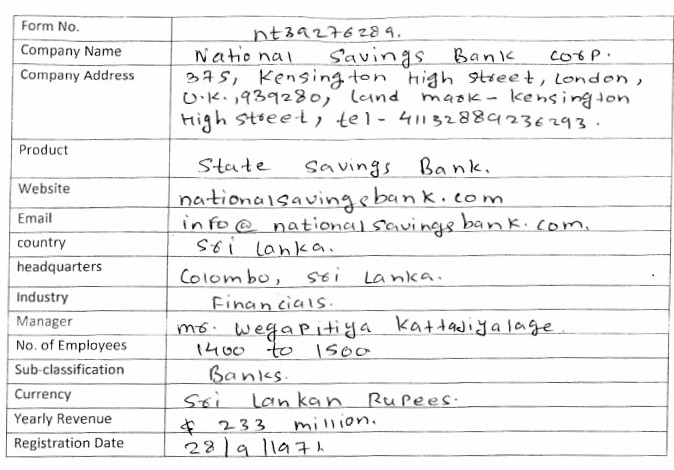 Form No. nt39276289.
Company Name National Savings Bank corp.
Company Address 375, Kensington High street, London,
U.K., 939280, Land mark - Kensington
High street, tel - 41132889236293.
Product State Savings Bank.
Website nationalsavingsbank.com
Email info@nationalsavingsbank.com.
country Sri Lanka.
headquarters Colombo, Sri Lanka.
Industry Financials.
Manager mr. Wegapitiya Kattadiyalage
No. of Employees 1400 to 1500
Sub-classification Banks.
Currency Sri Lankan Rupees.
Yearly Revenue $ 233 million.
Registration Date 28/9/1971